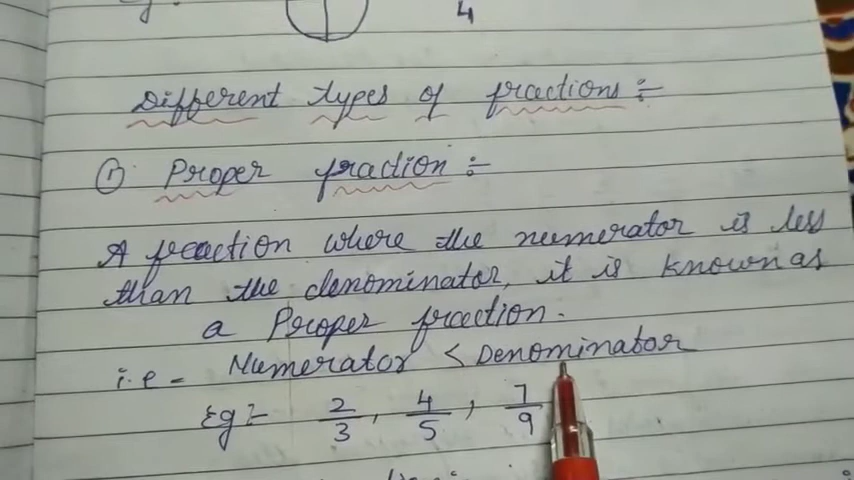 4
Different types of fractions :-
① Proper fraction :-
A fraction where the numerator is less
than the denominator, it is known as
a Proper fraction.
i.e - Numerator < Denominator
Eg :- 2/3, 4/5, 7/9